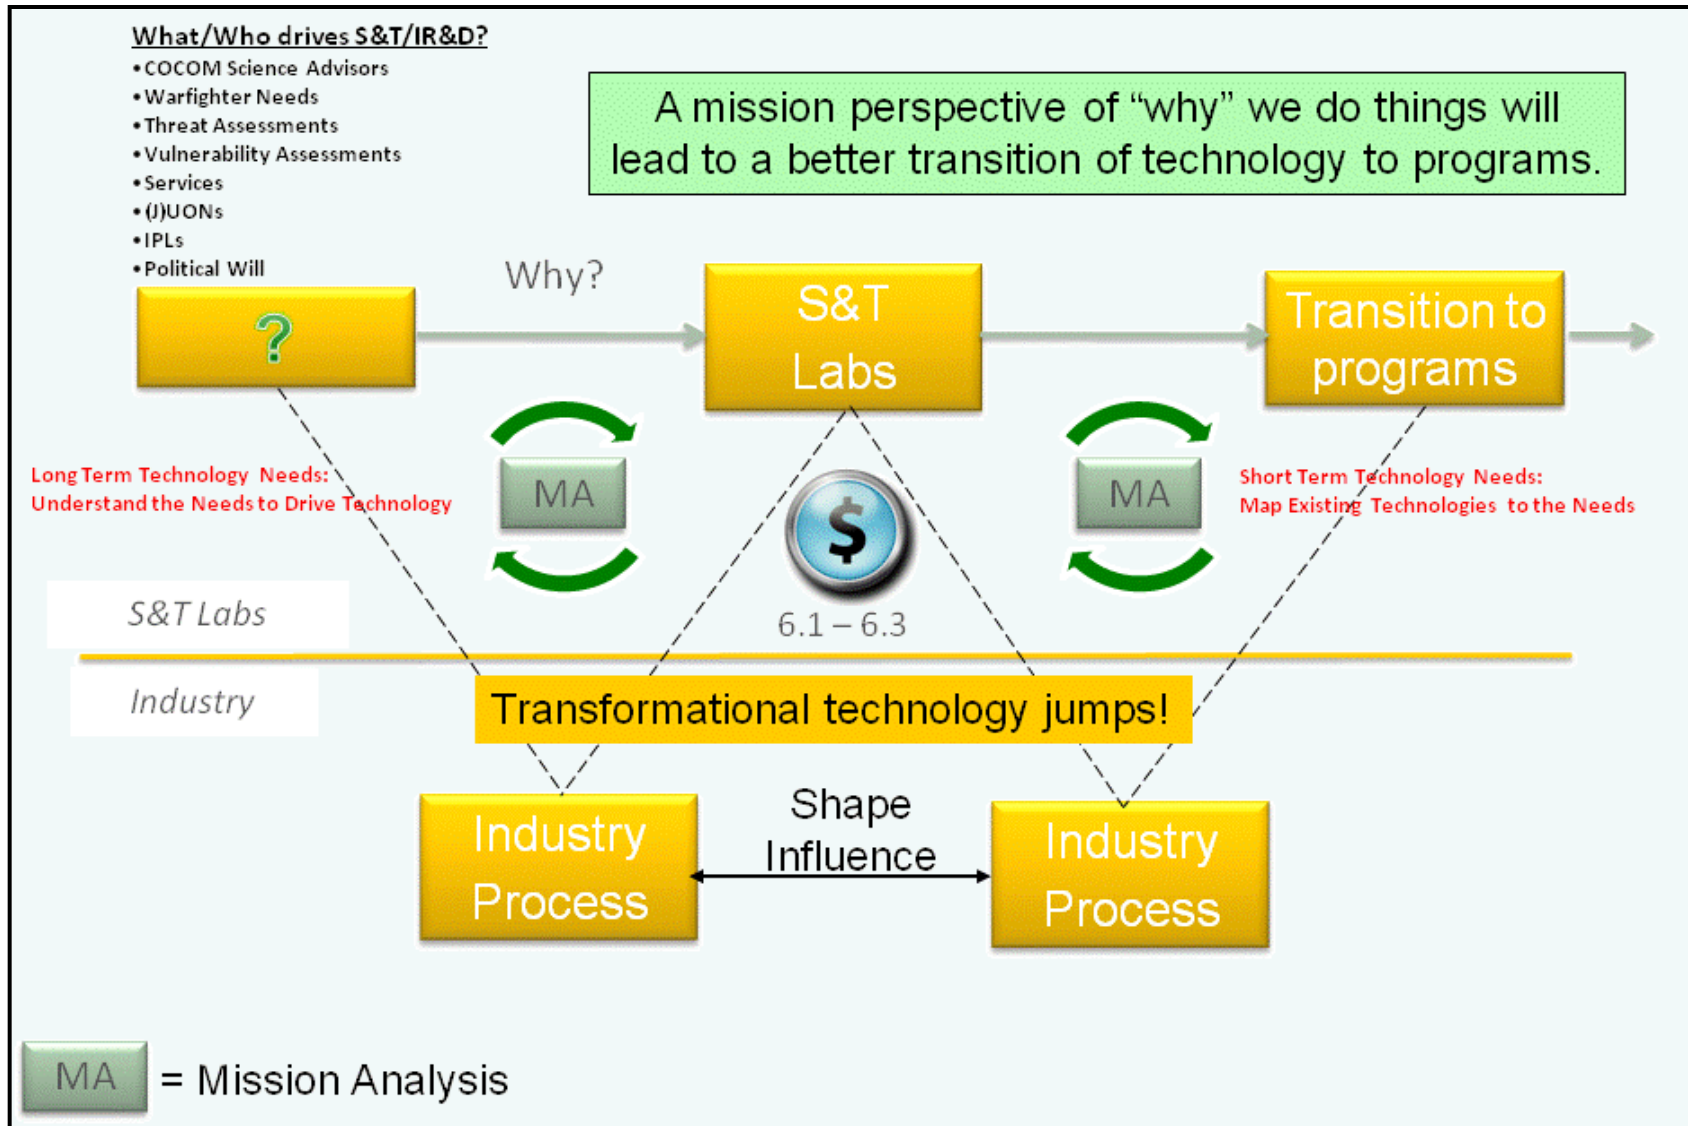 What/Who drives S&T/IR&D?
•COCOM Science Advisors
•Warfighter Needs
•Threat Assessments
•Vulnerability Assessments
•Services
•(J)UONs
•IPLs
•Political Will
A mission perspective of “why” we do things will
lead to a better transition of technology to programs.
Why?
?
S&T
Labs
Transition to
programs
Long Term Technology Needs:
Understand the Needs to Drive Technology
MA
$
6.1 – 6.3
MA
Short Term Technology Needs:
Map Existing Technologies to the Needs
S&T Labs
Industry
Transformational technology jumps!
Industry
Process
Shape
Influence
Industry
Process
MA = Mission Analysis